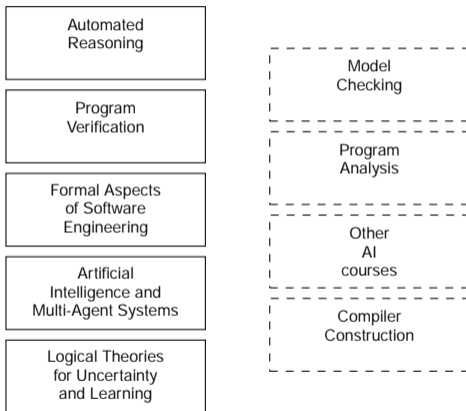 Automated
Reasoning
Program
Verification
Formal Aspects
of Software
Engineering
Artificial
Intelligence and
Multi-Agent Systems
Logical Theories
for Uncertainty
and Learning
Model
Checking
Program
Analysis
Other
AI
courses
Compiler
Construction